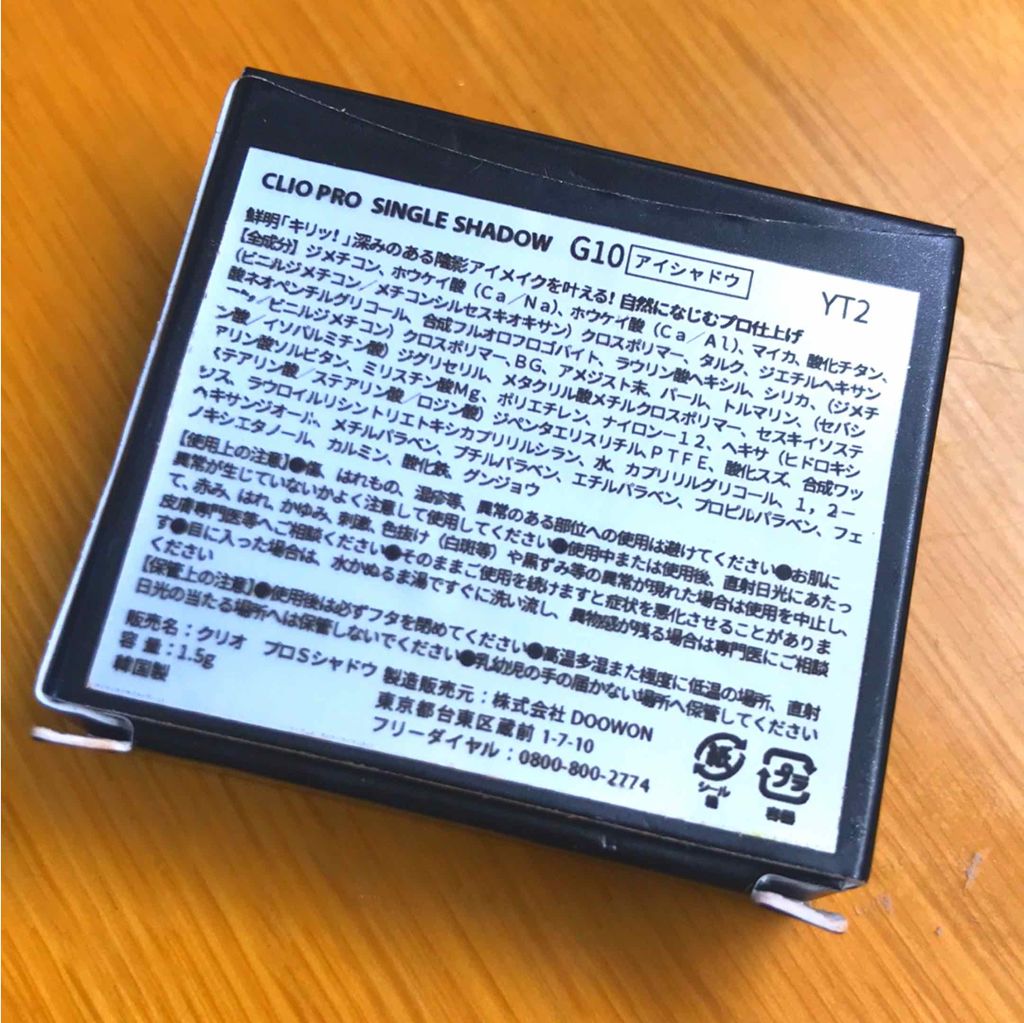 CLIO PRO SINGLE SHADOW G10 アイシャドウ YT2
鮮明「キリッ!」深みのある陰影アイメイクを叶える!自然になじむプロ仕上げ
【全成分】ジメチコン、ホウケイ酸(Ca/Na)、ホウケイ酸(Ca/Al)、マイカ、酸化チタン、
(ビニルジメチコン/メチコンシルセスキオキサン)クロスポリマー、タルク、ジエチルヘキサン
酸ネオペンチルグリコール、合成フルオロフロゴパイト、ラウリン酸ヘキシル、シリカ、(ジメチ
ン/ビニルジメチコン)クロスポリマー、BG、アメジスト末、パール、トルマリン、(セバシ
ン酸/イソパルミチン酸)ジグリセリル、メタクリル酸メチルクロスポリマー、セスキイソステ
アリン酸ソルビタン、ミリスチン酸Mg、ポリエチレン、ナイロン−12、ヘキサ(ヒドロキシ
ステアリン酸/ステアリン酸/ロジン酸)ジペンタエリスリチル、PTFE、酸化スズ、合成ワッ
クス、ラウロイルリシントリエトキシカプリリルシラン、水、カプリリルグリコール、1,2−
ヘキサンジオール、メチルパラベン、ブチルパラベン、エチルパラベン、プロピルパラベン、フェ
ノキシエタノール、カルミン、酸化鉄、グンジョウ
【使用上の注意】●傷、はれもの、湿疹等、異常のある部位への使用は避けてください●お肌に
異常が生じていないかよく注意して使用してください●使用中または使用後、直射日光にあたっ
て、赤み、はれ、かゆみ、刺激、色抜け(白斑等)や黒ずみ等の異常が現れた場合は使用を中止し、
皮膚専門医等へご相談ください●そのままご使用を続けますと症状を悪化させることがありま
す●目に入った場合は、水かぬるま湯ですぐに洗い流し、異物感が残る場合は専門医にご相談
ください
【保管上の注意】●使用後は必ずフタを閉めてください●高温多湿また極度に低温の場所、直射
日光の当たる場所へは保管しないでください●乳幼児の手の届かない場所へ保管してください
販売名:クリオ プロSシャドウ 製造販売元:株式会社 DOOWON
容量:1.5g 東京都台東区蔵前 1-7-10
韓国製 フリーダイヤル:0800-800-2774
紙 プラ
シール 容器